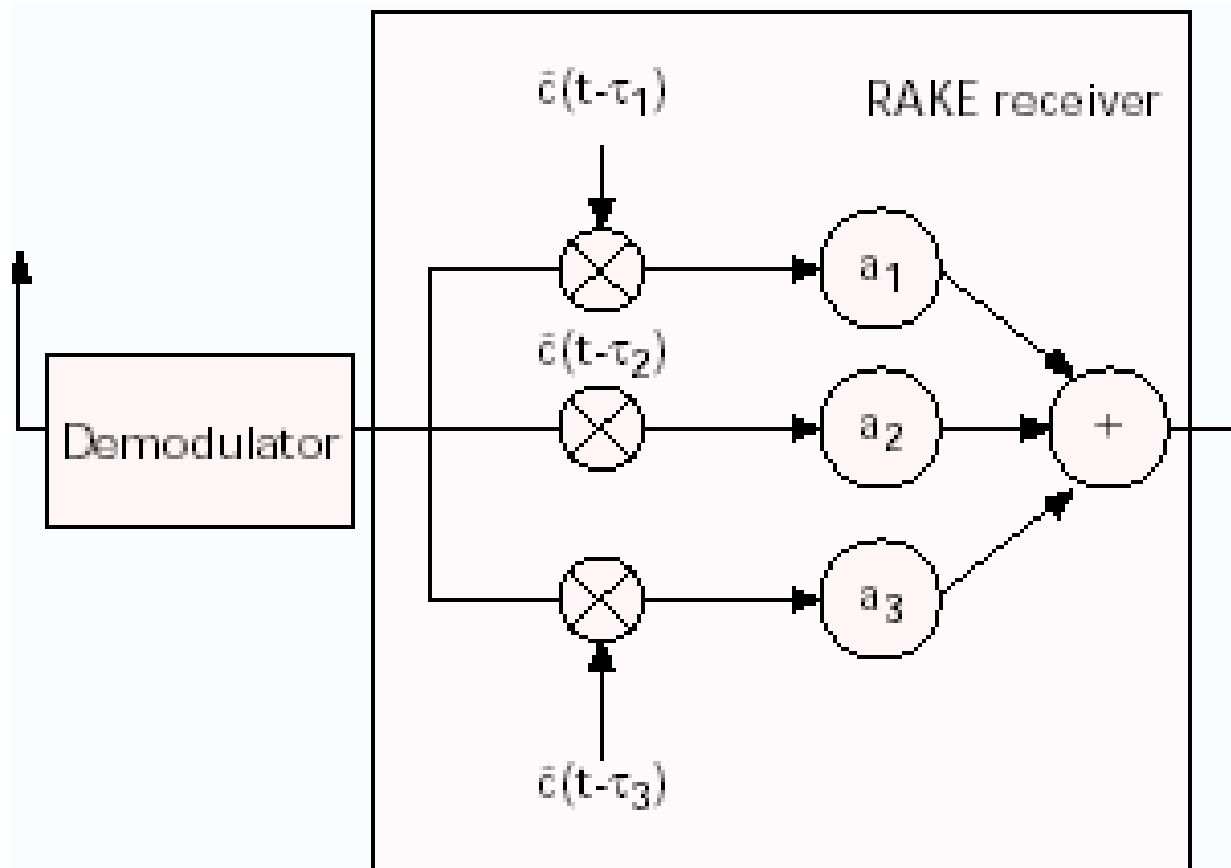 c̄(t-τ₁)
RAKE receiver
a₁
c̄(t-τ₂)
Demodulator
a₂
+
a₃
c̄(t-τ₃)